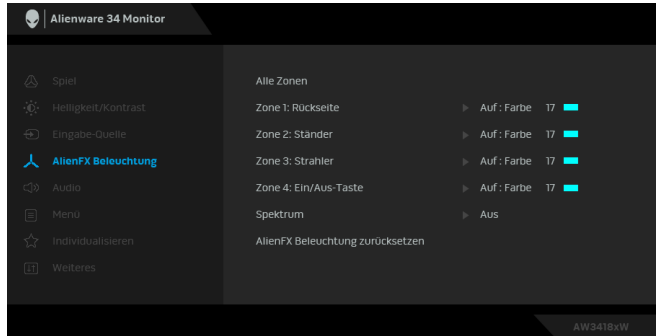 Alienware 34 Monitor
Spiel
Helligkeit/Kontrast
Eingabe-Quelle
AlienFX Beleuchtung
Audio
Menü
Individualisieren
Weiteres
Alle Zonen
Zone 1: Rückseite Auf: Farbe 17
Zone 2: Ständer Auf: Farbe 17
Zone 3: Strahler Auf: Farbe 17
Zone 4: Ein/Aus-Taste Auf: Farbe 17
Spektrum Aus
AlienFX Beleuchtung zurücksetzen
AW3418xW